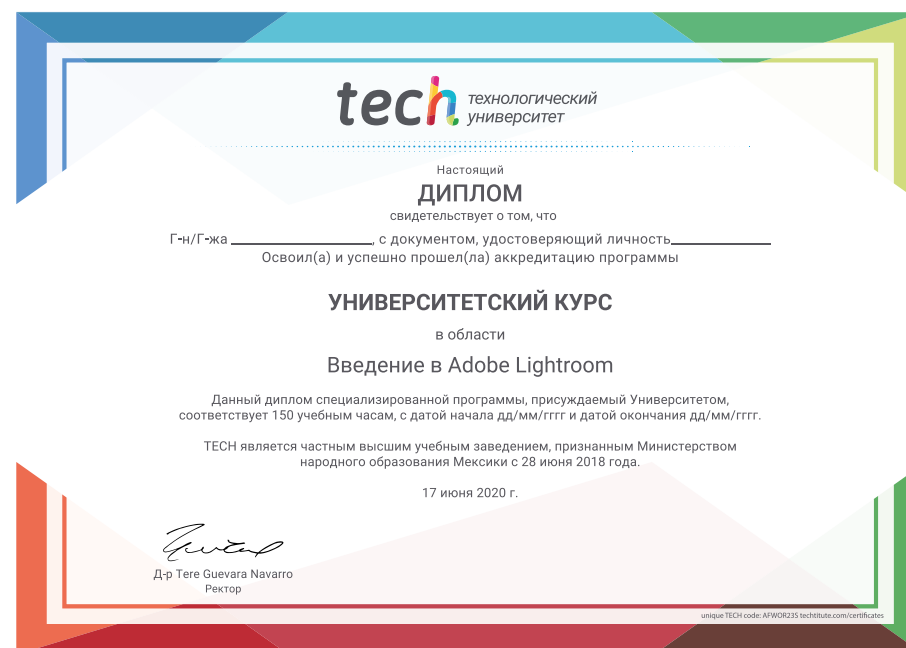 tech технологический
университет
Настоящий
ДИПЛОМ
свидетельствует о том, что
Г-н/Г-жа , с документом, удостоверяющий личность
Освоил(а) и успешно прошел(ла) аккредитацию программы
УНИВЕРСИТЕТСКИЙ КУРС
в области
Введение в Adobe Lightroom
Данный диплом специализированной программы, присуждаемый Университетом,
соответствует 150 учебным часам, с датой начала дд/мм/гггг и датой окончания дд/мм/гггг.
TECH является частным высшим учебным заведением, признанным Министерством
народного образования Мексики с 28 июня 2018 года.
17 июня 2020 г.
Д-р Tere Guevara Navarro
Ректор
unique TECH code: AFWOR23S techtitute.com/certificates